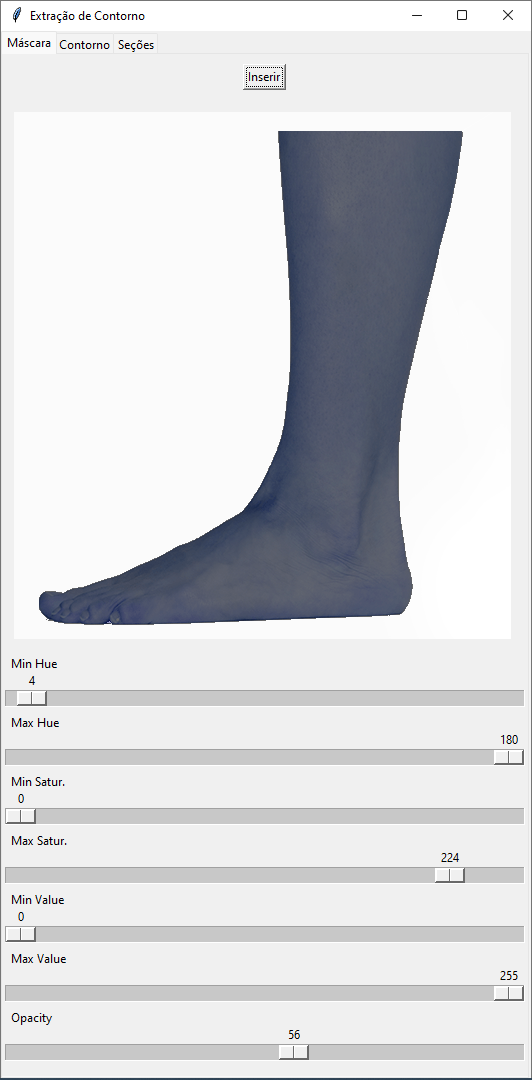 Extração de Contorno
Máscara Contorno Seções
Inserir
Min Hue
4
Max Hue
180
Min Satur.
0
Max Satur.
224
Min Value
0
Max Value
255
Opacity
56